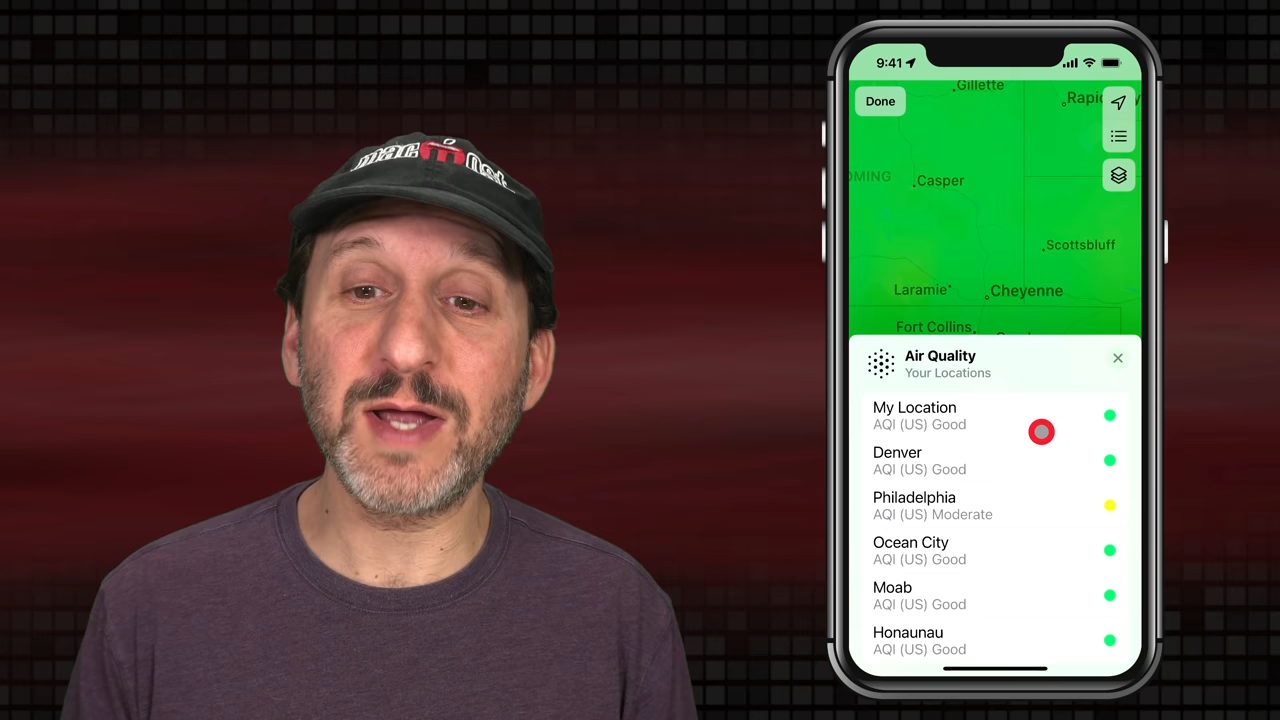 macmost
9:41
Done
Gillette
Rapid
OMING
Casper
Scottsbluff
Laramie
Cheyenne
Fort Collins
Air Quality
Your Locations
My Location
AQI (US) Good
Denver
AQI (US) Good
Philadelphia
AQI (US) Moderate
Ocean City
AQI (US) Good
Moab
AQI (US) Good
Honaunau
AQI (US) Good